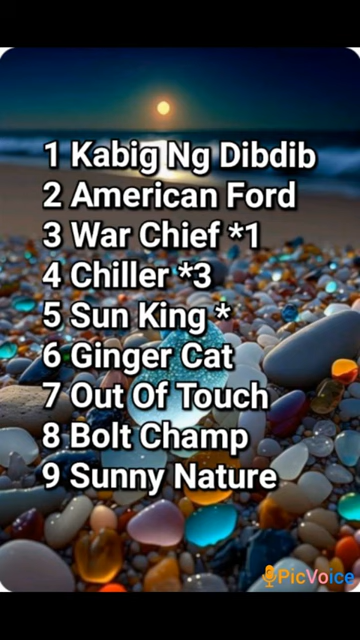 1 Kabig Ng Dibdib
2 American Ford
3 War Chief *1
4 Chiller *3
5 Sun King *
6 Ginger Cat
7 Out Of Touch
8 Bolt Champ
9 Sunny Nature
PicVoice